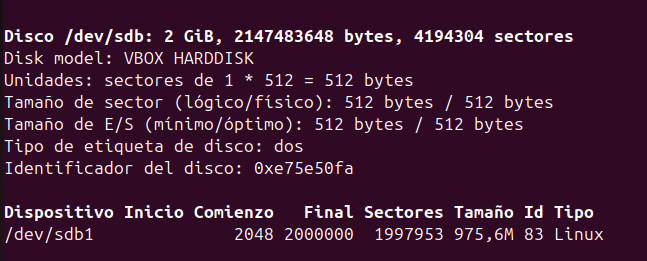 Disco /dev/sdb: 2 GiB, 2147483648 bytes, 4194304 sectores
Disk model: VBOX HARDDISK
Unidades: sectores de 1 * 512 = 512 bytes
Tamaño de sector (lógico/físico): 512 bytes / 512 bytes
Tamaño de E/S (mínimo/óptimo): 512 bytes / 512 bytes
Tipo de etiqueta de disco: dos
Identificador del disco: 0xe75e50fa
Dispositivo Inicio Comienzo Final Sectores Tamaño Id Tipo
/dev/sdb1 2048 2000000 1997953 975,6M 83 Linux